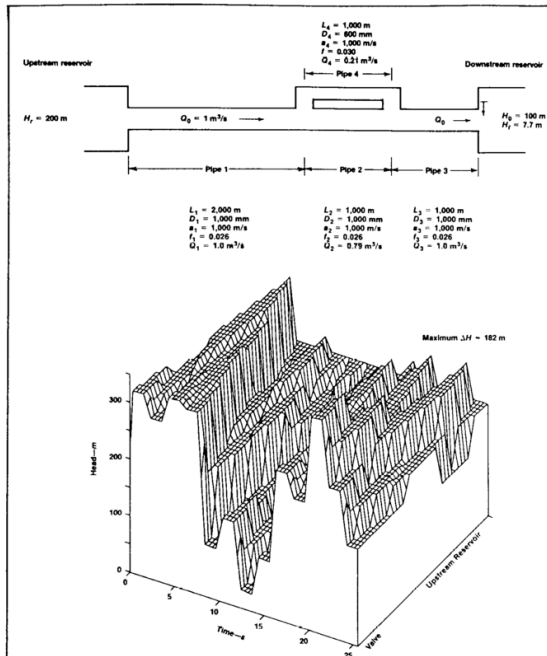 L4 = 1,000 m
D4 = 600 mm
a4 = 1,000 m/s
f = 0.030
Q4 = 0.21 m³/s
Pipe 4
Upstream reservoir
Downstream reservoir
Hr = 200 m
Q0 = 1 m³/s
Q0
H0 = 100 m
Hf = 7.7 m
Pipe 1
Pipe 2
Pipe 3
L1 = 2,000 m
D1 = 1,000 mm
a1 = 1,000 m/s
f1 = 0.026
Q1 = 1.0 m³/s
L2 = 1,000 m
D2 = 1,000 mm
a2 = 1,000 m/s
f2 = 0.026
Q2 = 0.79 m³/s
L3 = 1,000 m
D3 = 1,000 mm
a3 = 1,000 m/s
f3 = 0.026
Q3 = 1.0 m³/s
Maximum ΔH ~ 182 m
Head—m
300
200
100
0
0
5
10
15
20
25
Time—s
Valve
Upstream Reservoir